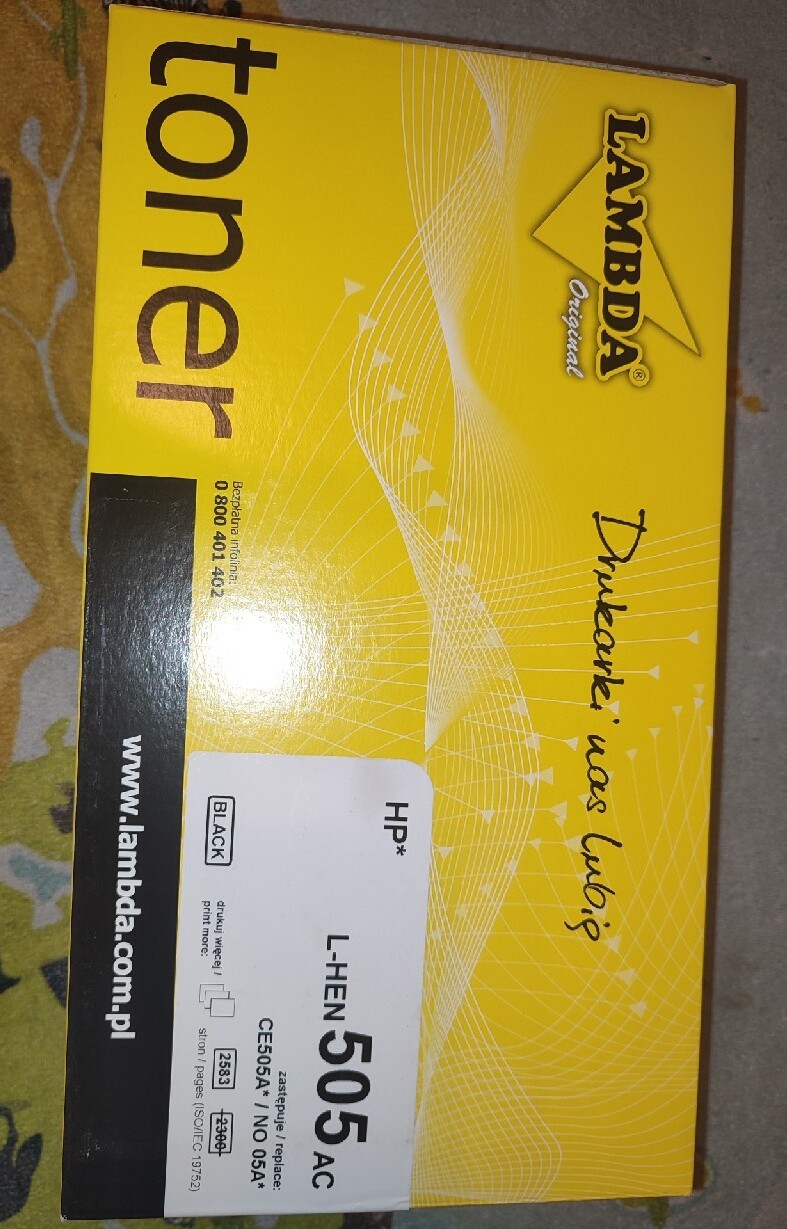 LAMBDA®
Original
Drukarki nas lubię
toner
Bezpłatna infolinia:
0 800 401 402
www.lambda.com.pl
HP*
L-HEN 505 AC
zastępuje / replace:
CE505A* / NO 05A*
BLACK
drukuj więcej /
print more:
2583 2300
stron / pages (ISO/IEC 19752)